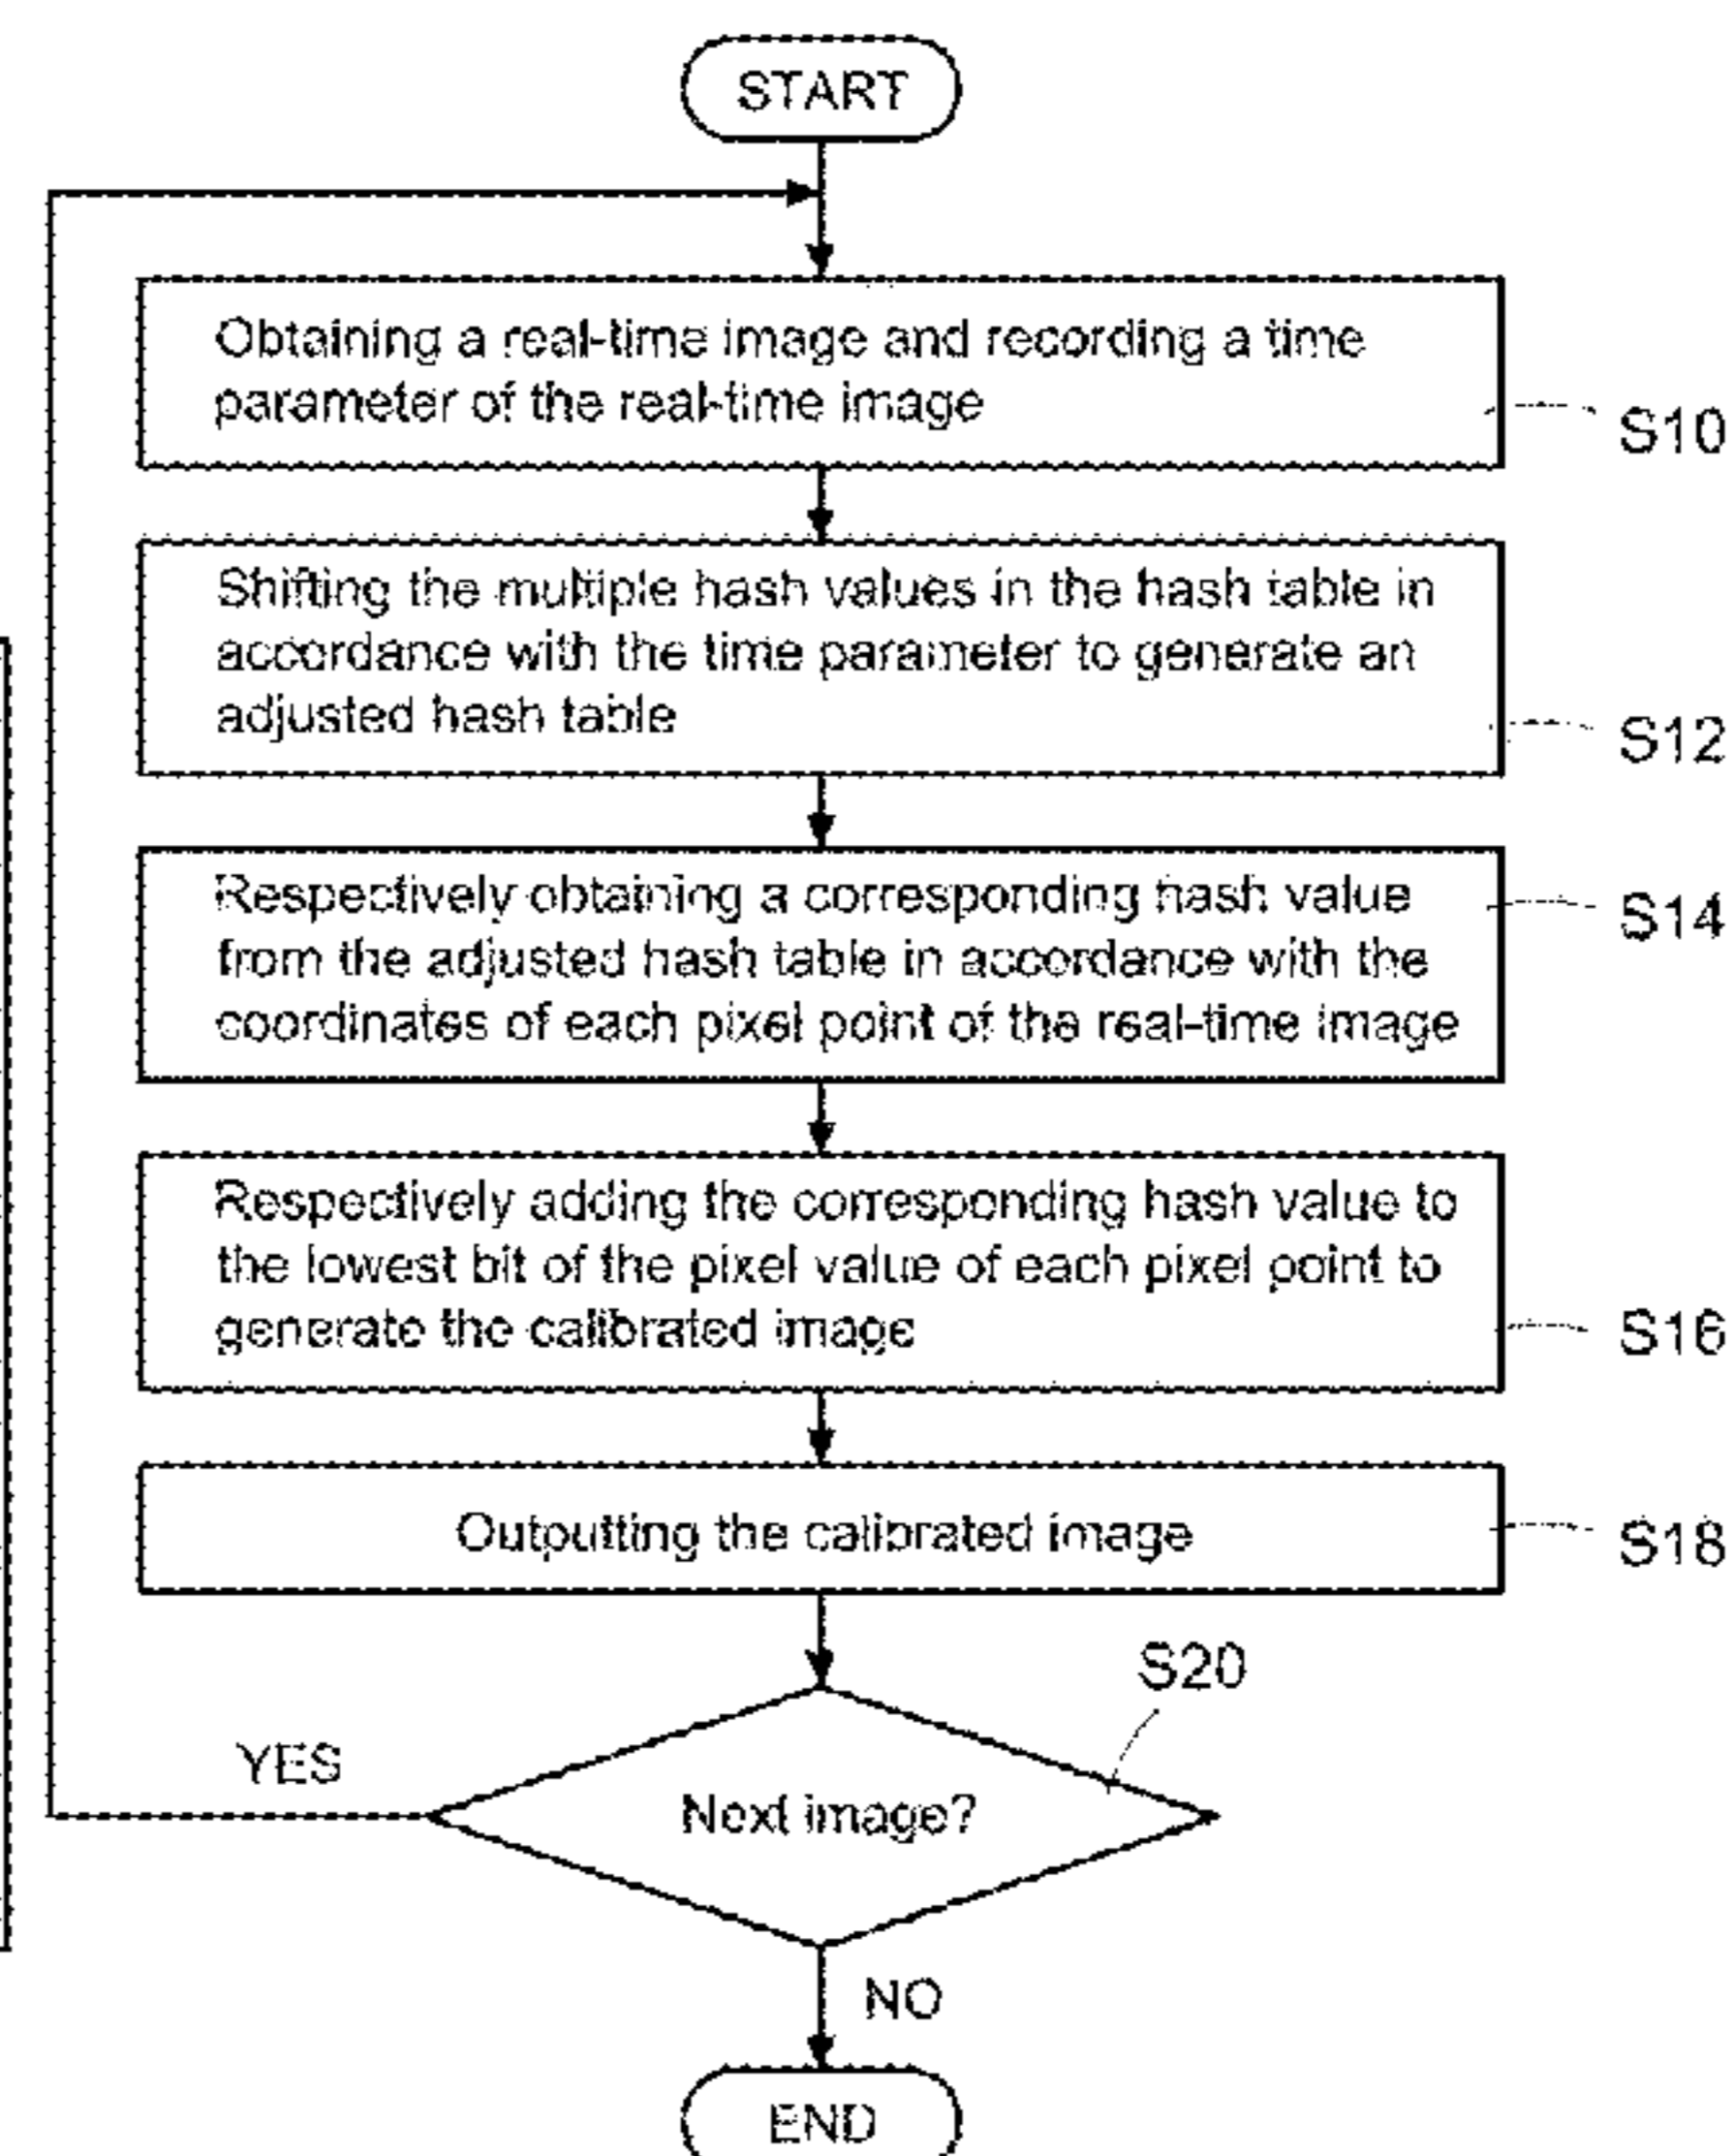 START
Obtaining a real-time image and recording a time
parameter of the real-time image
S10
Shifting the multiple hash values in the hash table in
accordance with the time parameter to generate an
adjusted hash table
S12
Respectively obtaining a corresponding hash value
from the adjusted hash table in accordance with the
coordinates of each pixel point of the real-time image
S14
Respectively adding the corresponding hash value to
the lowest bit of the pixel value of each pixel point to
generate the calibrated image
S16
Outputting the calibrated image
S18
S20
YES
Next image?
NO
END